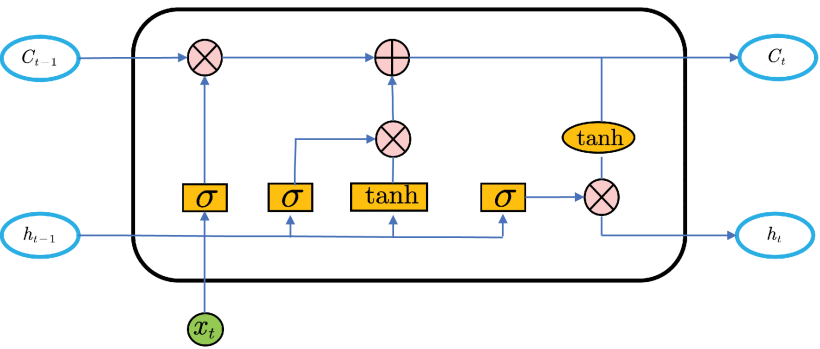 C_{t-1}
C_t
tanh
σ
σ
tanh
σ
h_{t-1}
h_t
x_t